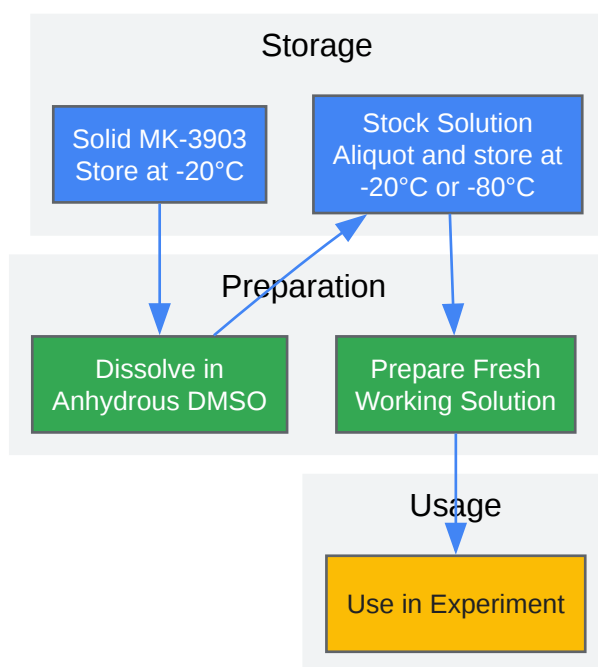 Storage
Solid MK-3903
Store at -20°C
Stock Solution
Aliquot and store at
-20°C or -80°C
Preparation
Dissolve in
Anhydrous DMSO
Prepare Fresh
Working Solution
Usage
Use in Experiment